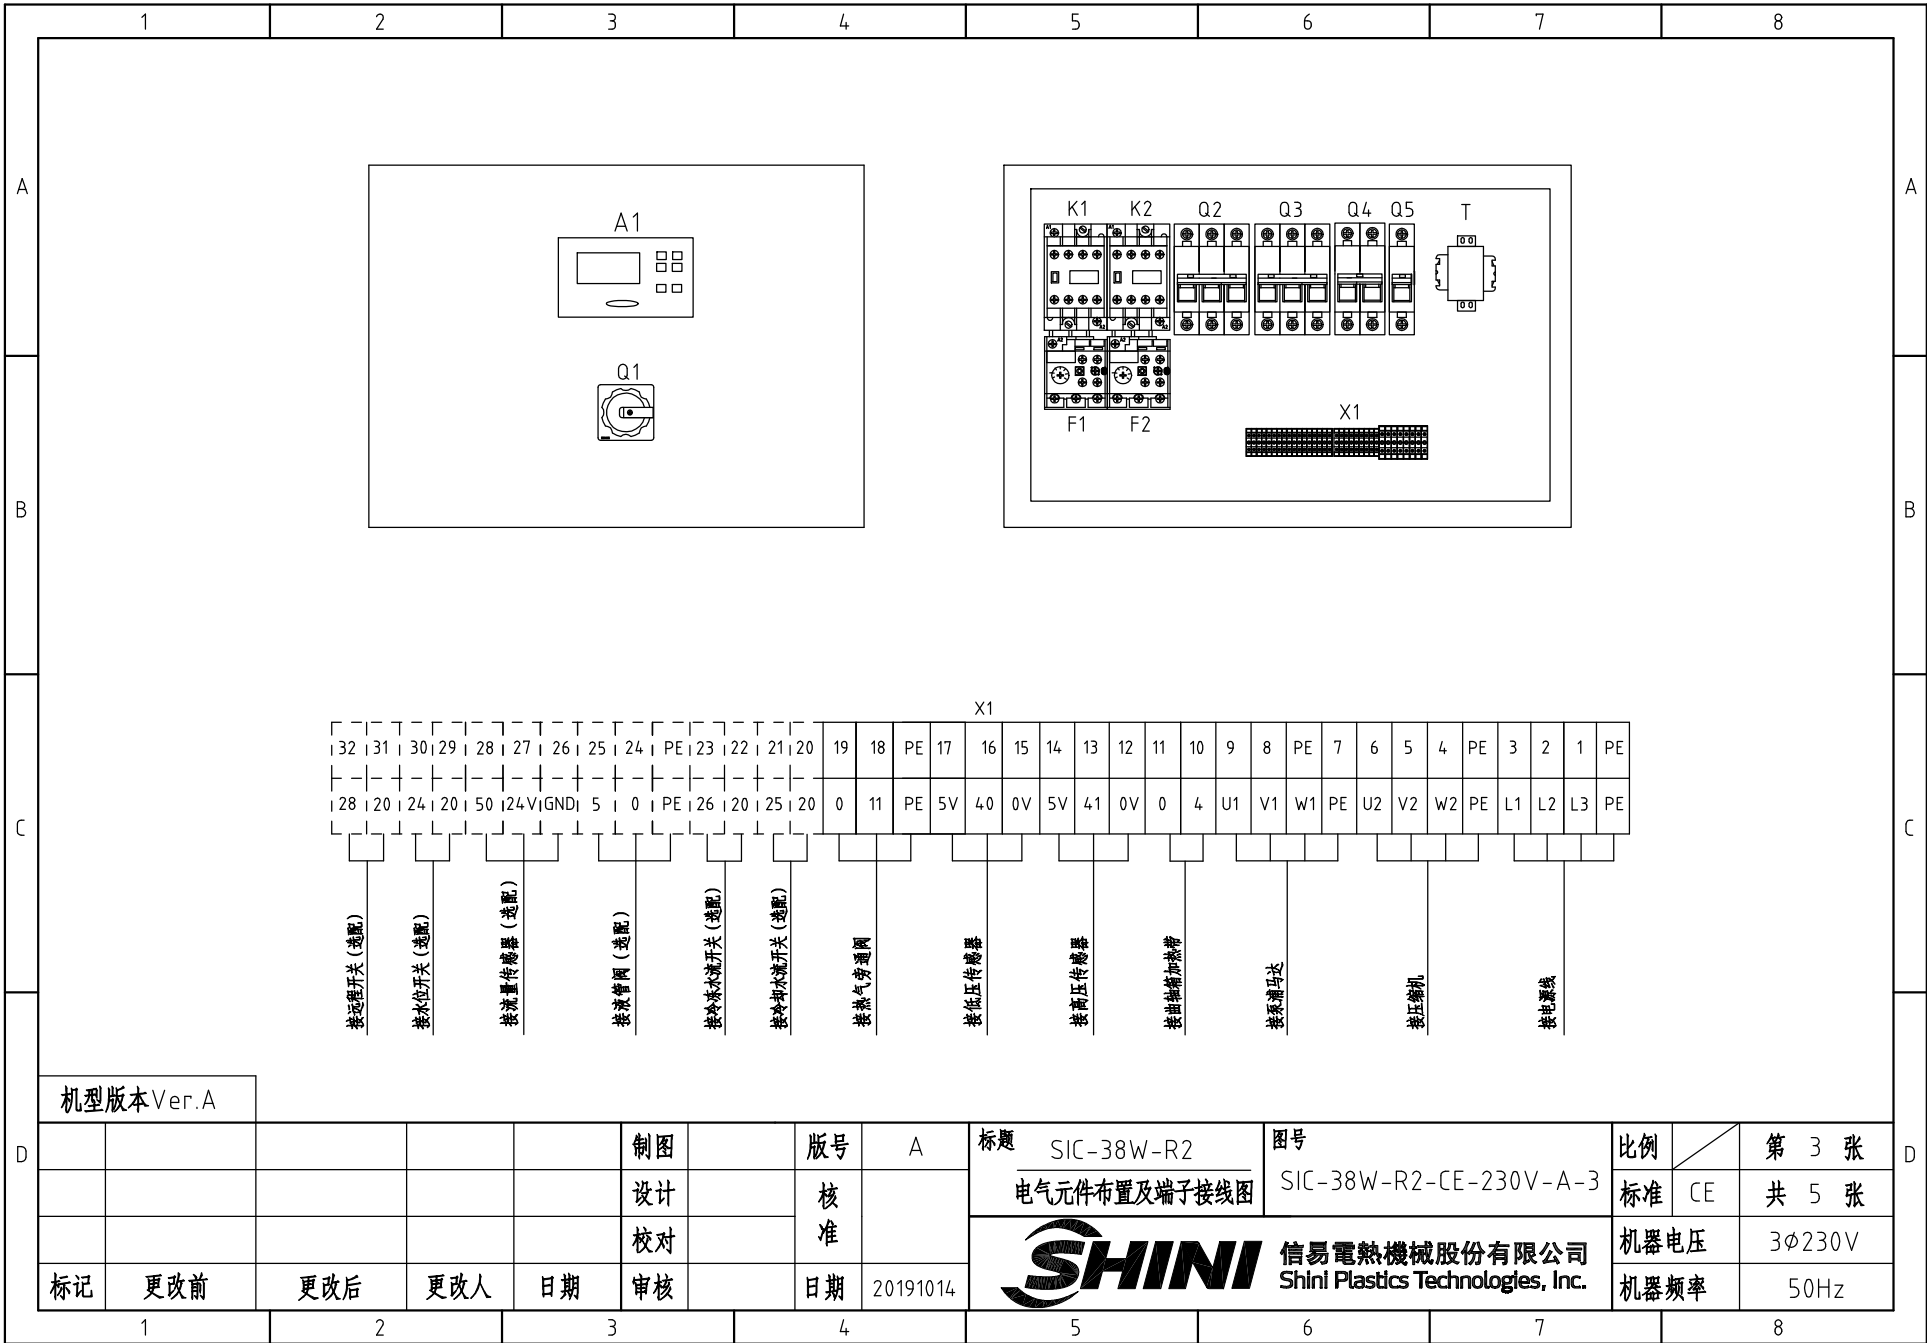 1 2 3 4 5 6 7 8
A A
A1
K1 K2 Q2 Q3 Q4 Q5 T
Q1
F1 F2
X1
B B
X1
32 31 30 29 28 27 26 25 24 PE 23 22 21 20 19 18 PE 17 16 15 14 13 12 11 10 9 8 PE 7 6 5 4 PE 3 2 1 PE
28 20 24 20 50 24V GND 5 0 PE 26 20 25 20 0 11 PE 5V 40 0V 5V 41 0V 0 4 U1 V1 W1 PE U2 V2 W2 PE L1 L2 L3 PE
C C
接远程开关(选配)
接水位开关(选配)
接流量传感器(选配)
接液管阀(选配)
接冷冻水流开关(选配)
接冷却水流开关(选配)
接热气旁通阀
接低压传感器
接高压传感器
接曲轴箱加热带
接泵浦马达
接压缩机
接电源线
机型版本Ver.A
D D
制图 版号 A
设计 核准
校对
标记 更改前 更改后 更改人 日期 审核 日期 20191014
标题 SIC-38W-R2
电气元件布置及端子接线图
图号
SIC-38W-R2-CE-230V-A-3
比例 第 3 张
标准 CE 共 5 张
机器电压 3Φ230V
机器频率 50Hz
SHINI
信易電熱機械股份有限公司
Shini Plastics Technologies, Inc.
1 2 3 4 5 6 7 8